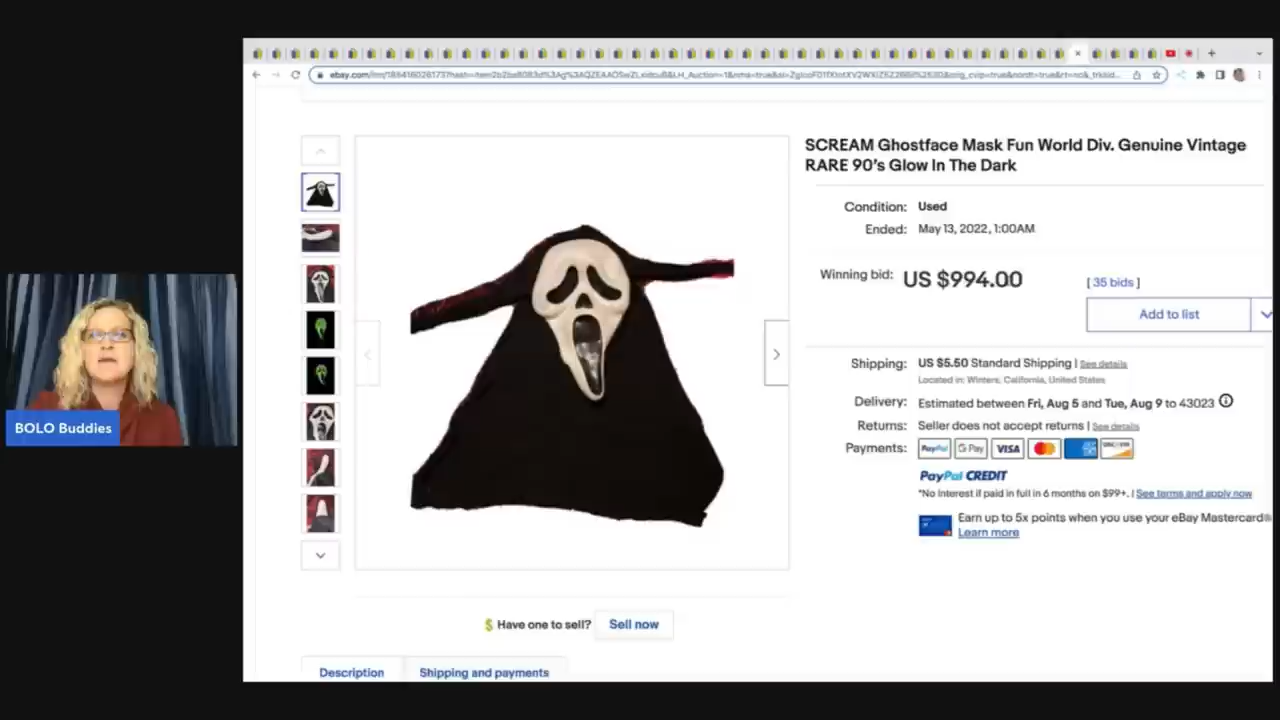 SCREAM Ghostface Mask Fun World Div. Genuine Vintage
RARE 90's Glow In The Dark
Condition: Used
Ended: May 13, 2022, 1:00AM
Winning bid: US $994.00 [ 35 bids ]
Add to list
Shipping: US $5.50 Standard Shipping | See details
Located in: Winters, California, United States
Delivery: Estimated between Fri, Aug 5 and Tue, Aug 9 to 43023
Returns: Seller does not accept returns | See details
Payments: PayPal G Pay VISA
PayPal CREDIT
*No Interest if paid in full in 6 months on $99+. | See terms and apply now
Earn up to 5x points when you use your eBay Mastercard®
Learn more
BOLO Buddies
$ Have one to sell? Sell now
Description Shipping and payments